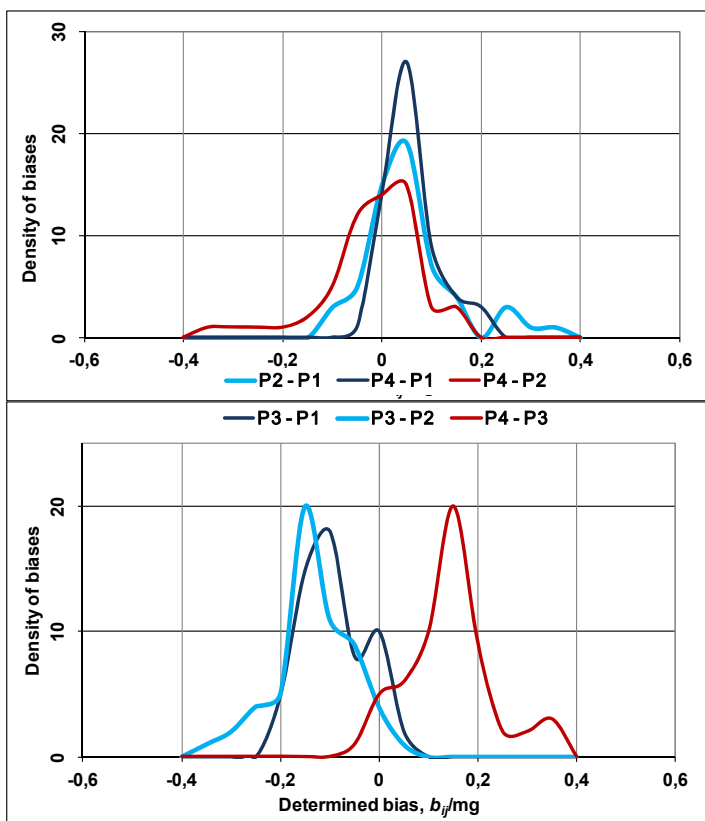 30
20
10
0
Density of biases
-0,6 -0,4 -0,2 0 0,2 0,4 0,6
P2 - P1 P4 - P1 P4 - P2
P3 - P1 P3 - P2 P4 - P3
20
10
0
Density of biases
-0,6 -0,4 -0,2 0 0,2 0,4 0,6
Determined bias, bij/mg